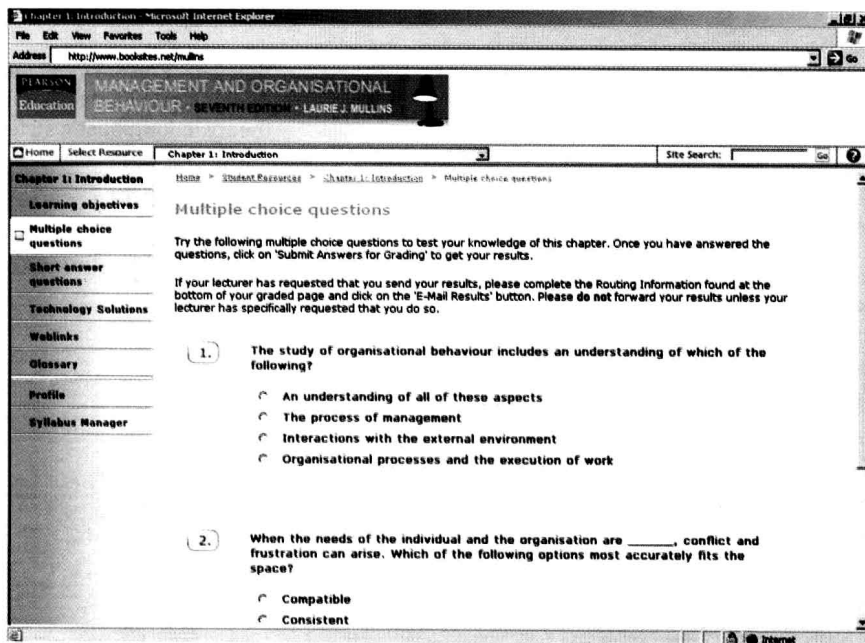 Chapter 1: Introduction - Microsoft Internet Explorer
File Edit View Favorites Tools Help
Address http://www.booksites.net/mullins Go
PEARSON
Education
MANAGEMENT AND ORGANISATIONAL
BEHAVIOUR • SEVENTH EDITION • LAURIE J. MULLINS
Home Select Resource Chapter 1: Introduction Site Search: Go ?
Chapter 1: Introduction
Learning objectives
Multiple choice
questions
Short answer
questions
Technology Solutions
Weblinks
Glossary
Profile
Syllabus Manager
Home > Student Resources > Chapter 1: Introduction > Multiple choice questions
Multiple choice questions
Try the following multiple choice questions to test your knowledge of this chapter. Once you have answered the
questions, click on 'Submit Answers for Grading' to get your results.
If your lecturer has requested that you send your results, please complete the Routing Information found at the
bottom of your graded page and click on the 'E-Mail Results' button. Please do not forward your results unless your
lecturer has specifically requested that you do so.
1. The study of organisational behaviour includes an understanding of which of the
following?
An understanding of all of these aspects
The process of management
Interactions with the external environment
Organisational processes and the execution of work
2. When the needs of the individual and the organisation are ______, conflict and
frustration can arise. Which of the following options most accurately fits the
space?
Compatible
Consistent
Internet